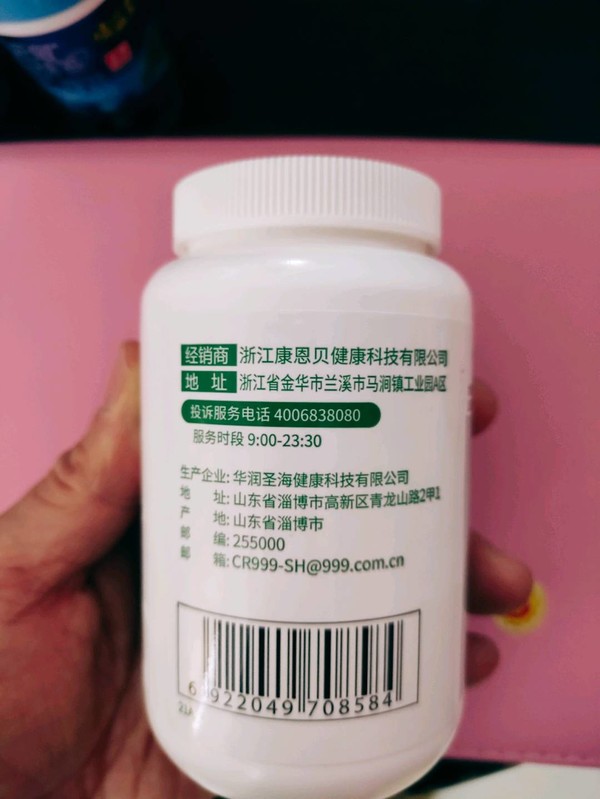 经销商 浙江康恩贝健康科技有限公司
地 址 浙江省金华市兰溪市马涧镇工业园A区
投诉服务电话 4006838080
服务时段 9:00-23:30
生产企业: 华润圣海健康科技有限公司
地 址: 山东省淄博市高新区青龙山路2甲1
产 地: 山东省淄博市
邮 编: 255000
邮 箱: CR999-SH@999.com.cn
6 922049 708584